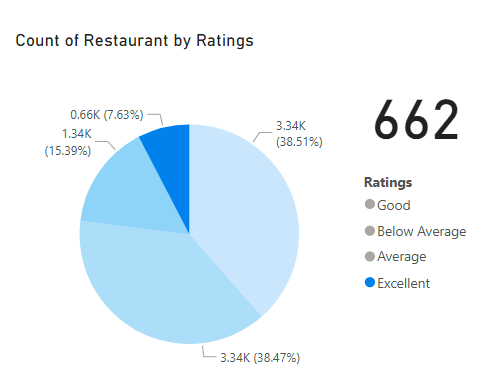 Count of Restaurant by Ratings
0.66K (7.63%)
1.34K
(15.39%)
3.34K
(38.51%)
3.34K (38.47%)
662
Ratings
Good
Below Average
Average
Excellent